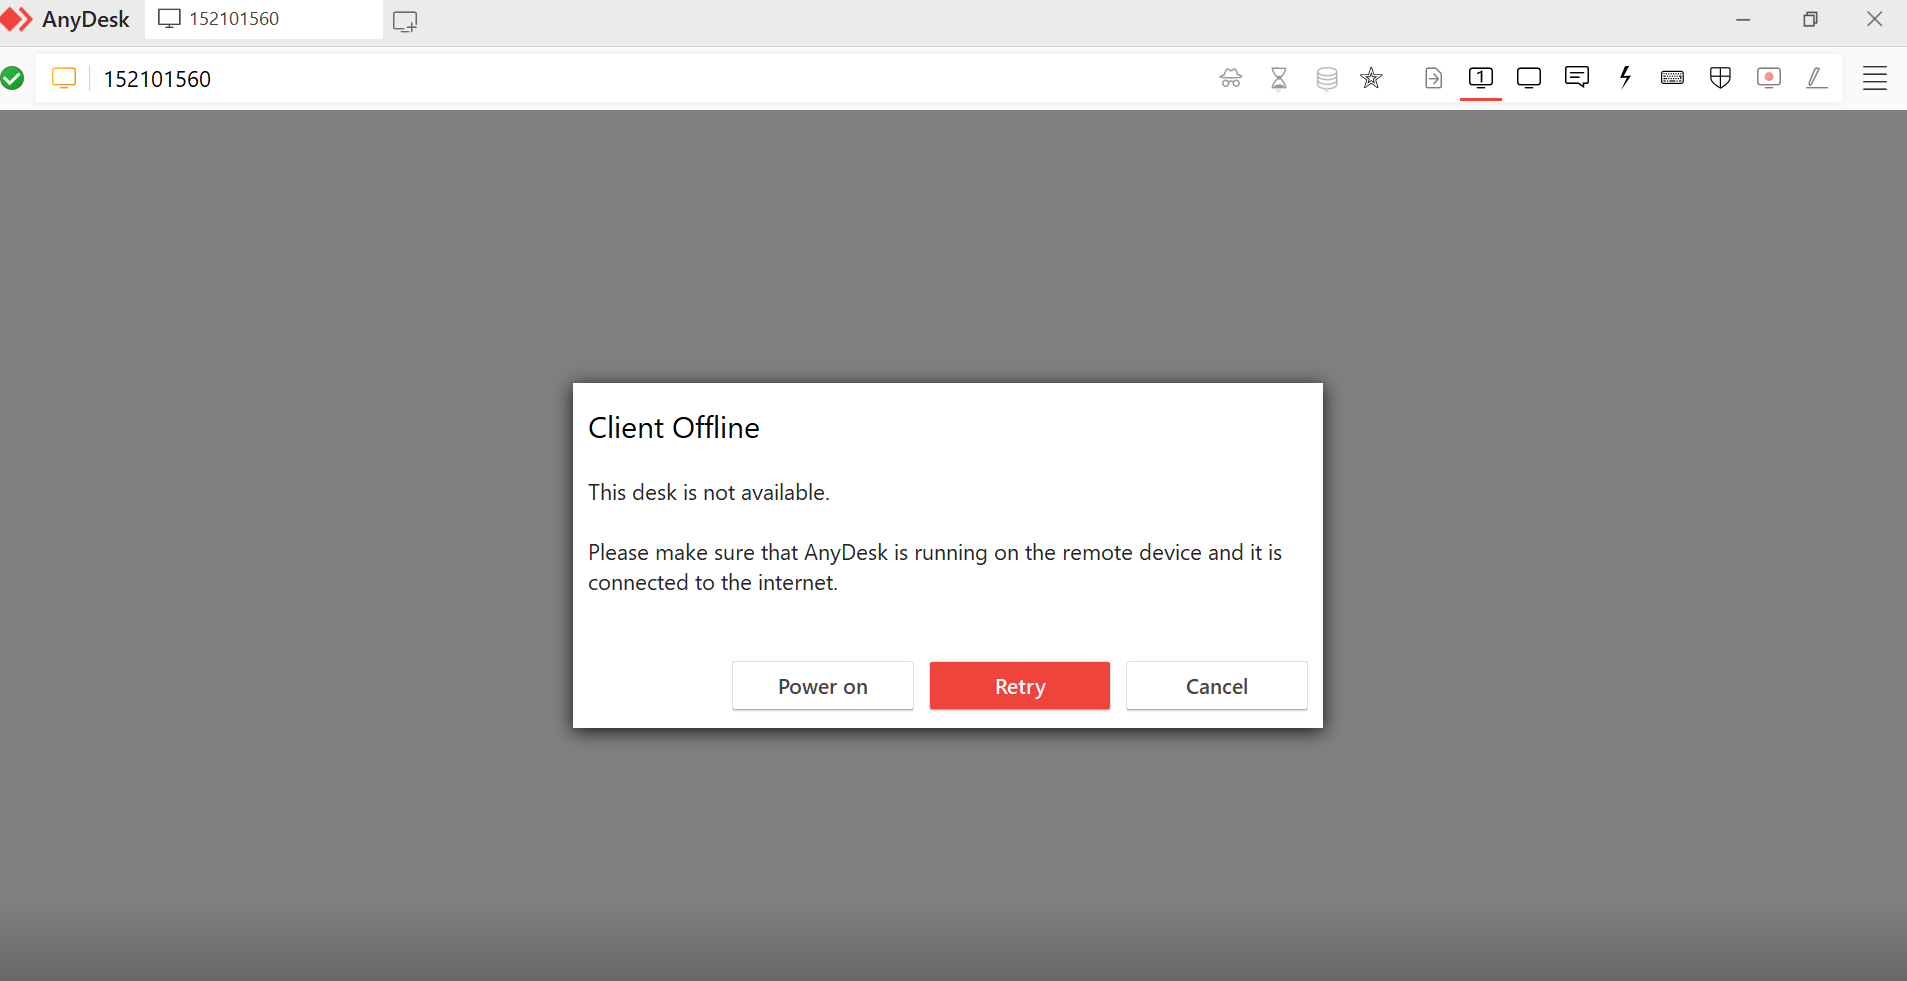 AnyDesk
152101560
152101560
1
Client Offline
This desk is not available.
Please make sure that AnyDesk is running on the remote device and it is
connected to the internet.
Power on
Retry
Cancel